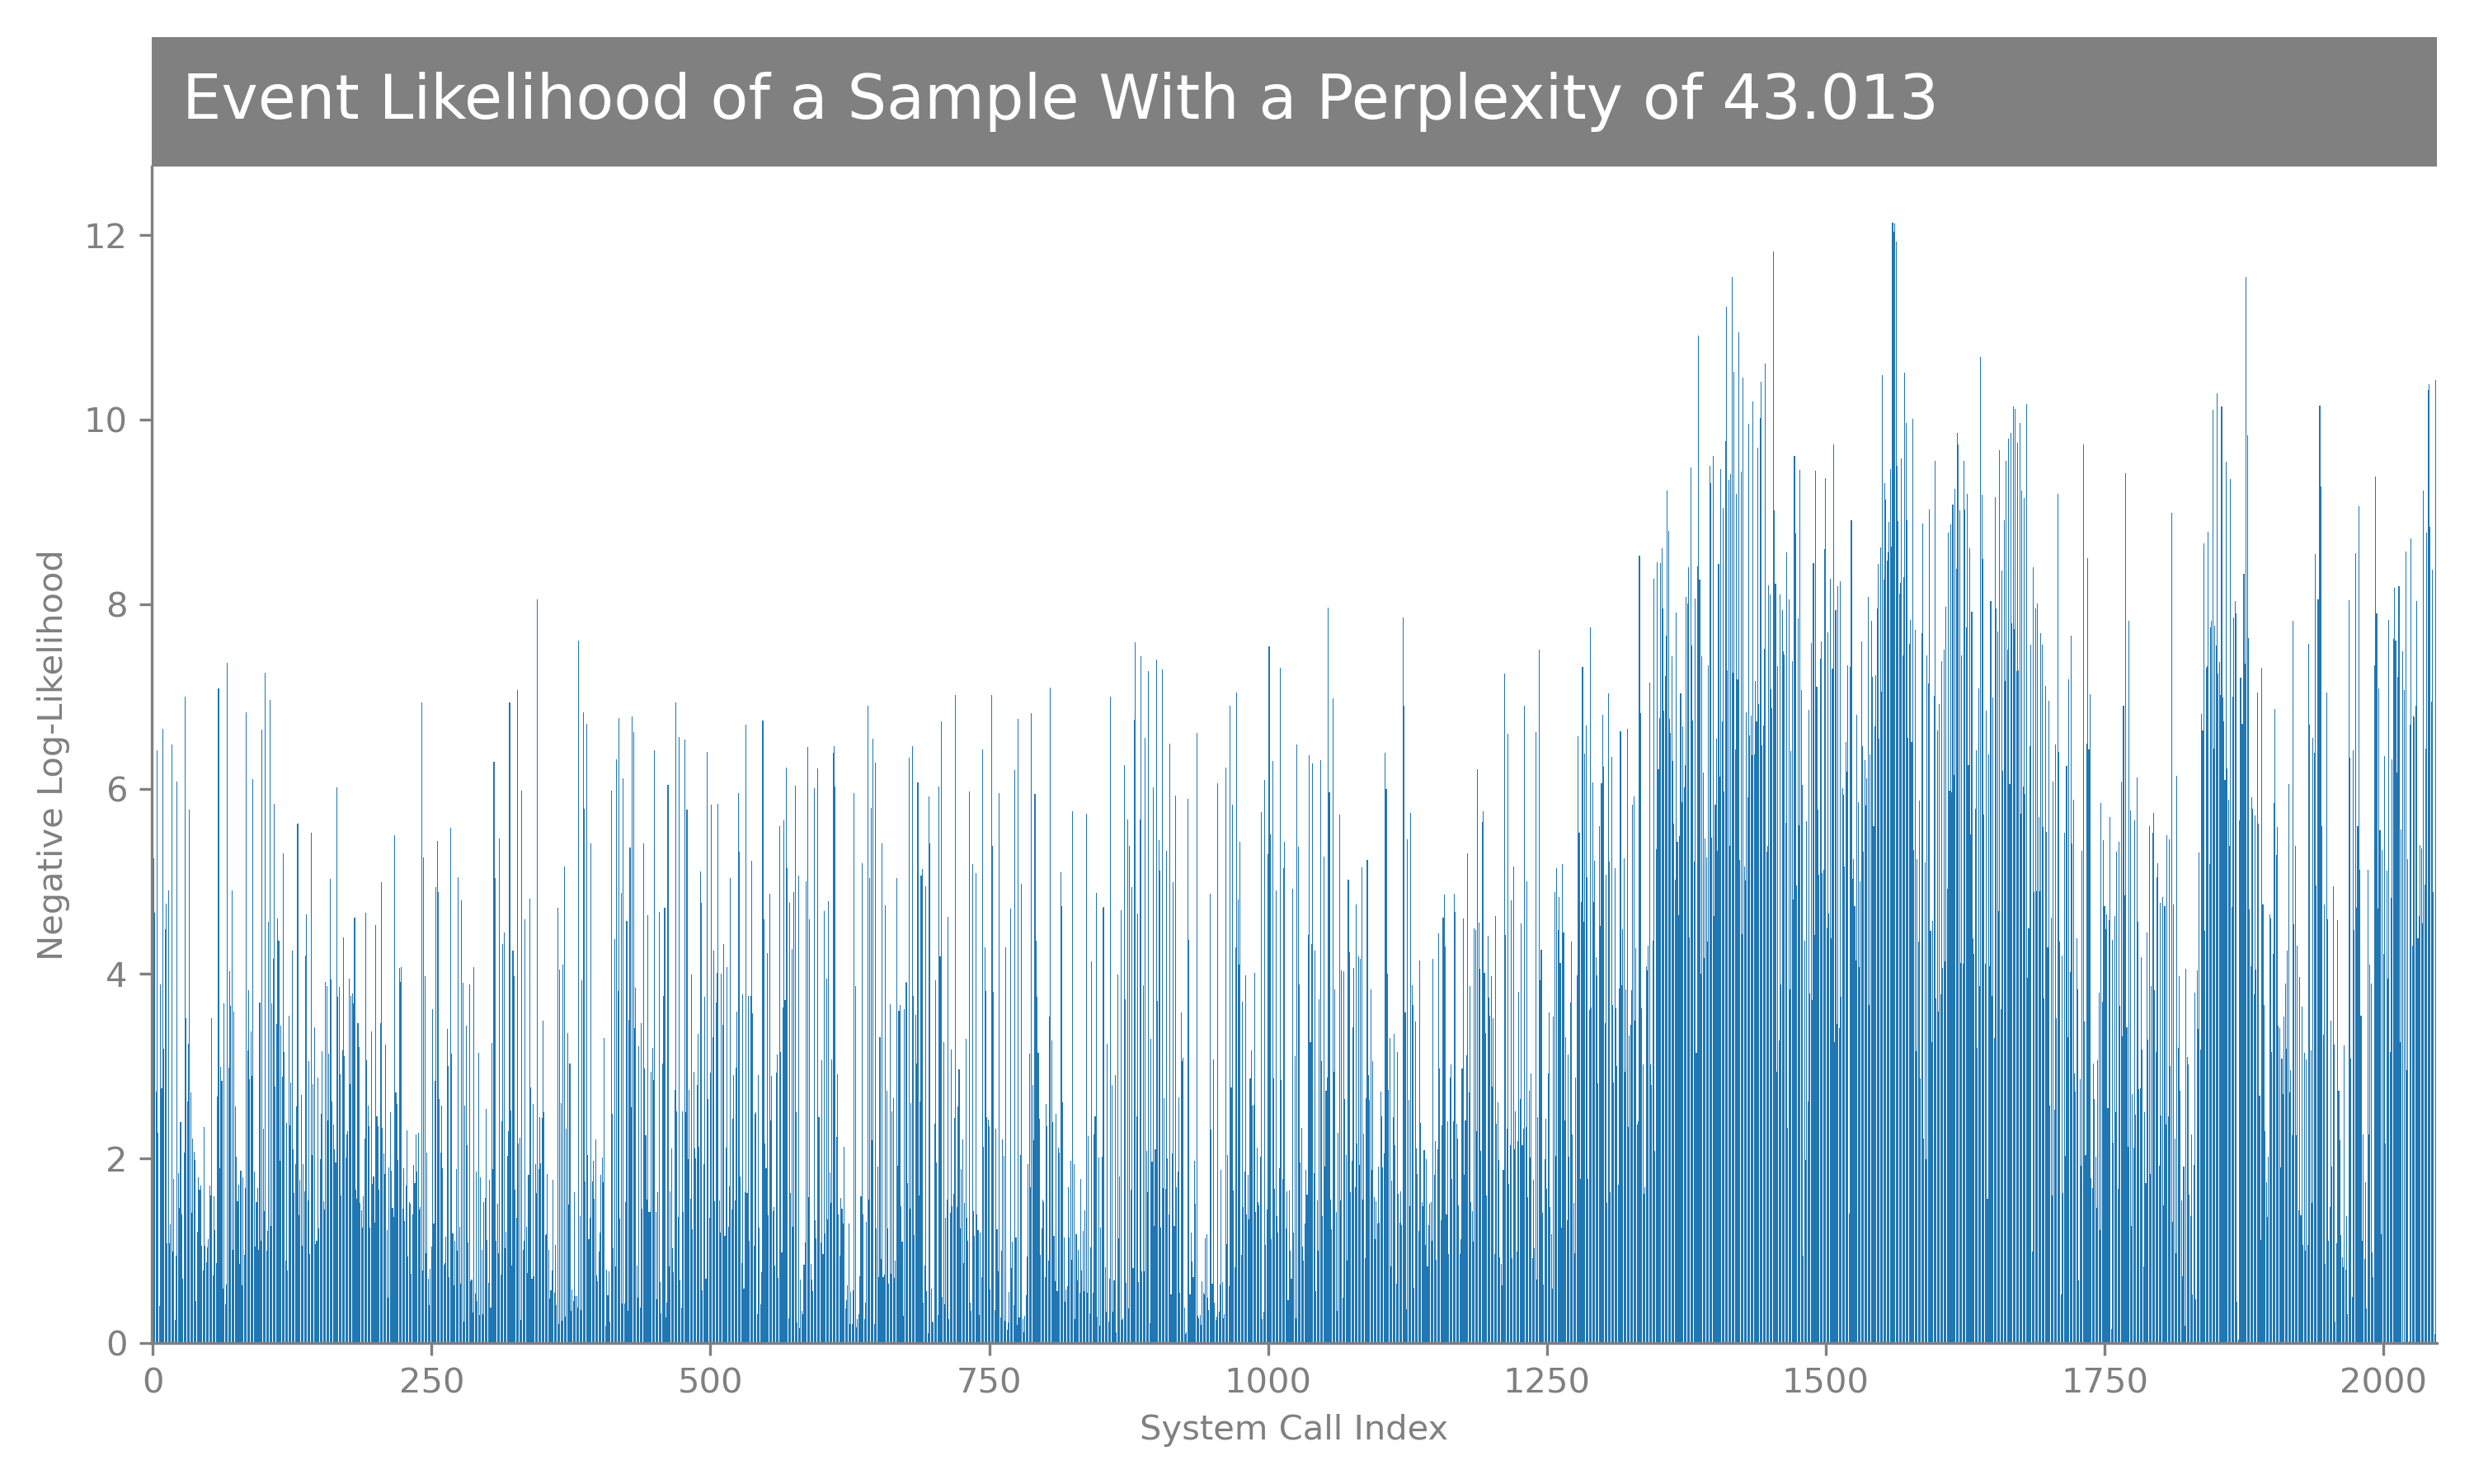 Event Likelihood of a Sample With a Perplexity of 43.013
12
10
8
6
4
2
0
Negative Log-Likelihood
0 250 500 750 1000 1250 1500 1750 2000
System Call Index